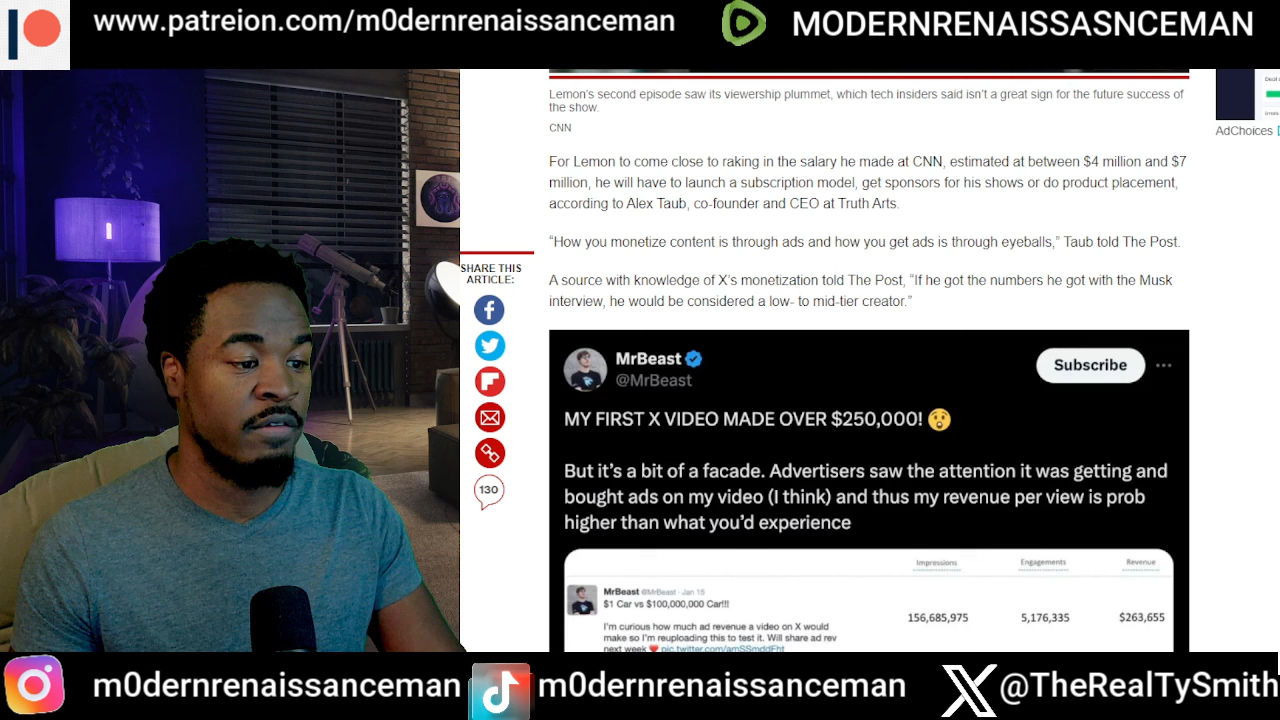 www.patreion.com/m0dernrenaissanceman
M0DERNRENAISSASNCEMAN
Lemon's second episode saw its viewership plummet, which tech insiders said isn't a great sign for the future success of
the show.
CNN
AdChoices
For Lemon to come close to raking in the salary he made at CNN, estimated at between $4 million and $7
million, he will have to launch a subscription model, get sponsors for his shows or do product placement,
according to Alex Taub, co-founder and CEO at Truth Arts.
“How you monetize content is through ads and how you get ads is through eyeballs,” Taub told The Post.
SHARE THIS
ARTICLE:
130
A source with knowledge of X’s monetization told The Post, “If he got the numbers he got with the Musk
interview, he would be considered a low- to mid-tier creator.”
MrBeast
@MrBeast
Subscribe
MY FIRST X VIDEO MADE OVER $250,000!
But it’s a bit of a facade. Advertisers saw the attention it was getting and
bought ads on my video (I think) and thus my revenue per view is prob
higher than what you’d experience
Impressions Engagements Revenue
MrBeast @MrBeast · Jan 15
$1 Car vs $100,000,000 Car!!!
156,685,975 5,176,335 $263,655
I'm curious how much ad revenue a video on X would
make so I'm reuploading this to test it. Will share ad rev
next week pic.twitter.com/amSSmddFht
m0dernrenaissanceman
m0dernrenaissanceman
@TheRealTySmith